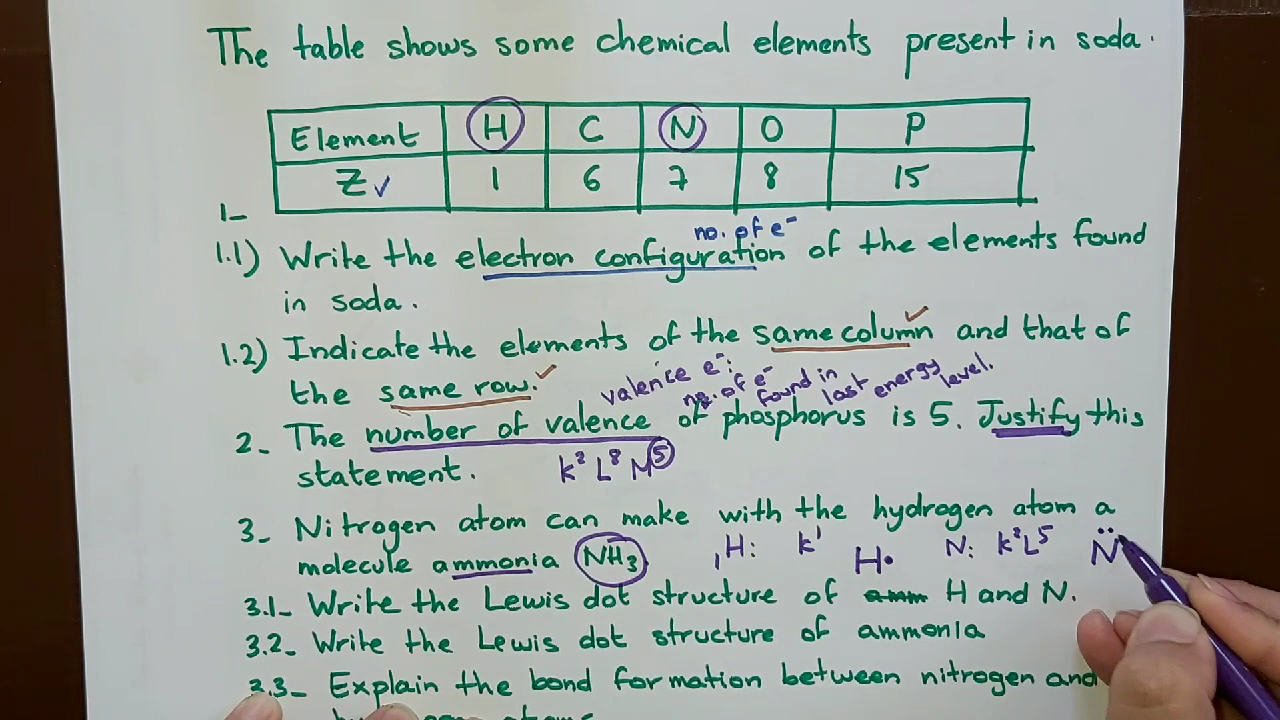 The table shows some chemical elements present in soda.
Element H C N O P
Z ✓ 1 6 7 8 15
1-
no. of e⁻
1.1) Write the electron configuration of the elements found
in soda.
1.2) Indicate the elements of the same column ✓ and that of
the same row. ✓
valence e⁻: no. of e⁻ found in last energy level.
2- The number of valence of phosphorus is 5. Justify this
statement. K² L⁸ M⁵
3- Nitrogen atom can make with the hydrogen atom a
molecule ammonia NH₃ ₁H: K¹ H• N: K²L⁵ N̈
3.1- Write the Lewis dot structure of H and N.
3.2- Write the Lewis dot structure of ammonia
3.3- Explain the bond formation between nitrogen and